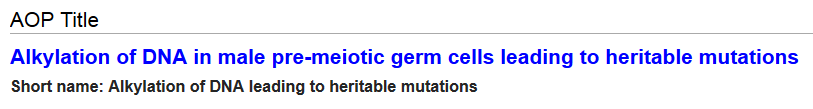 AOP Title
Alkylation of DNA in male pre-meiotic germ cells leading to heritable mutations
Short name: Alkylation of DNA leading to heritable mutations